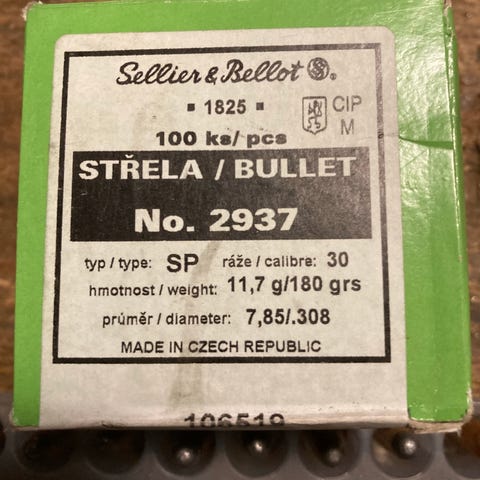 Sellier & Bellot SB®.
▪ 1825 ▪
CIP
M
100 ks/pcs
STŘELA / BULLET
No. 2937
typ / type: SP ráže / calibre: 30
hmotnost / weight: 11,7 g/180 grs
průměr / diameter: 7,85/.308
MADE IN CZECH REPUBLIC
106519